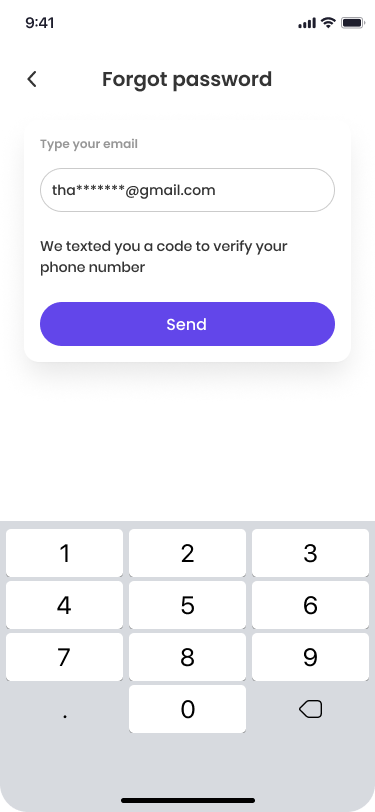 9:41
Forgot password
Type your email
tha*******@gmail.com
We texted you a code to verify your
phone number
Send
1 2 3
4 5 6
7 8 9
. 0